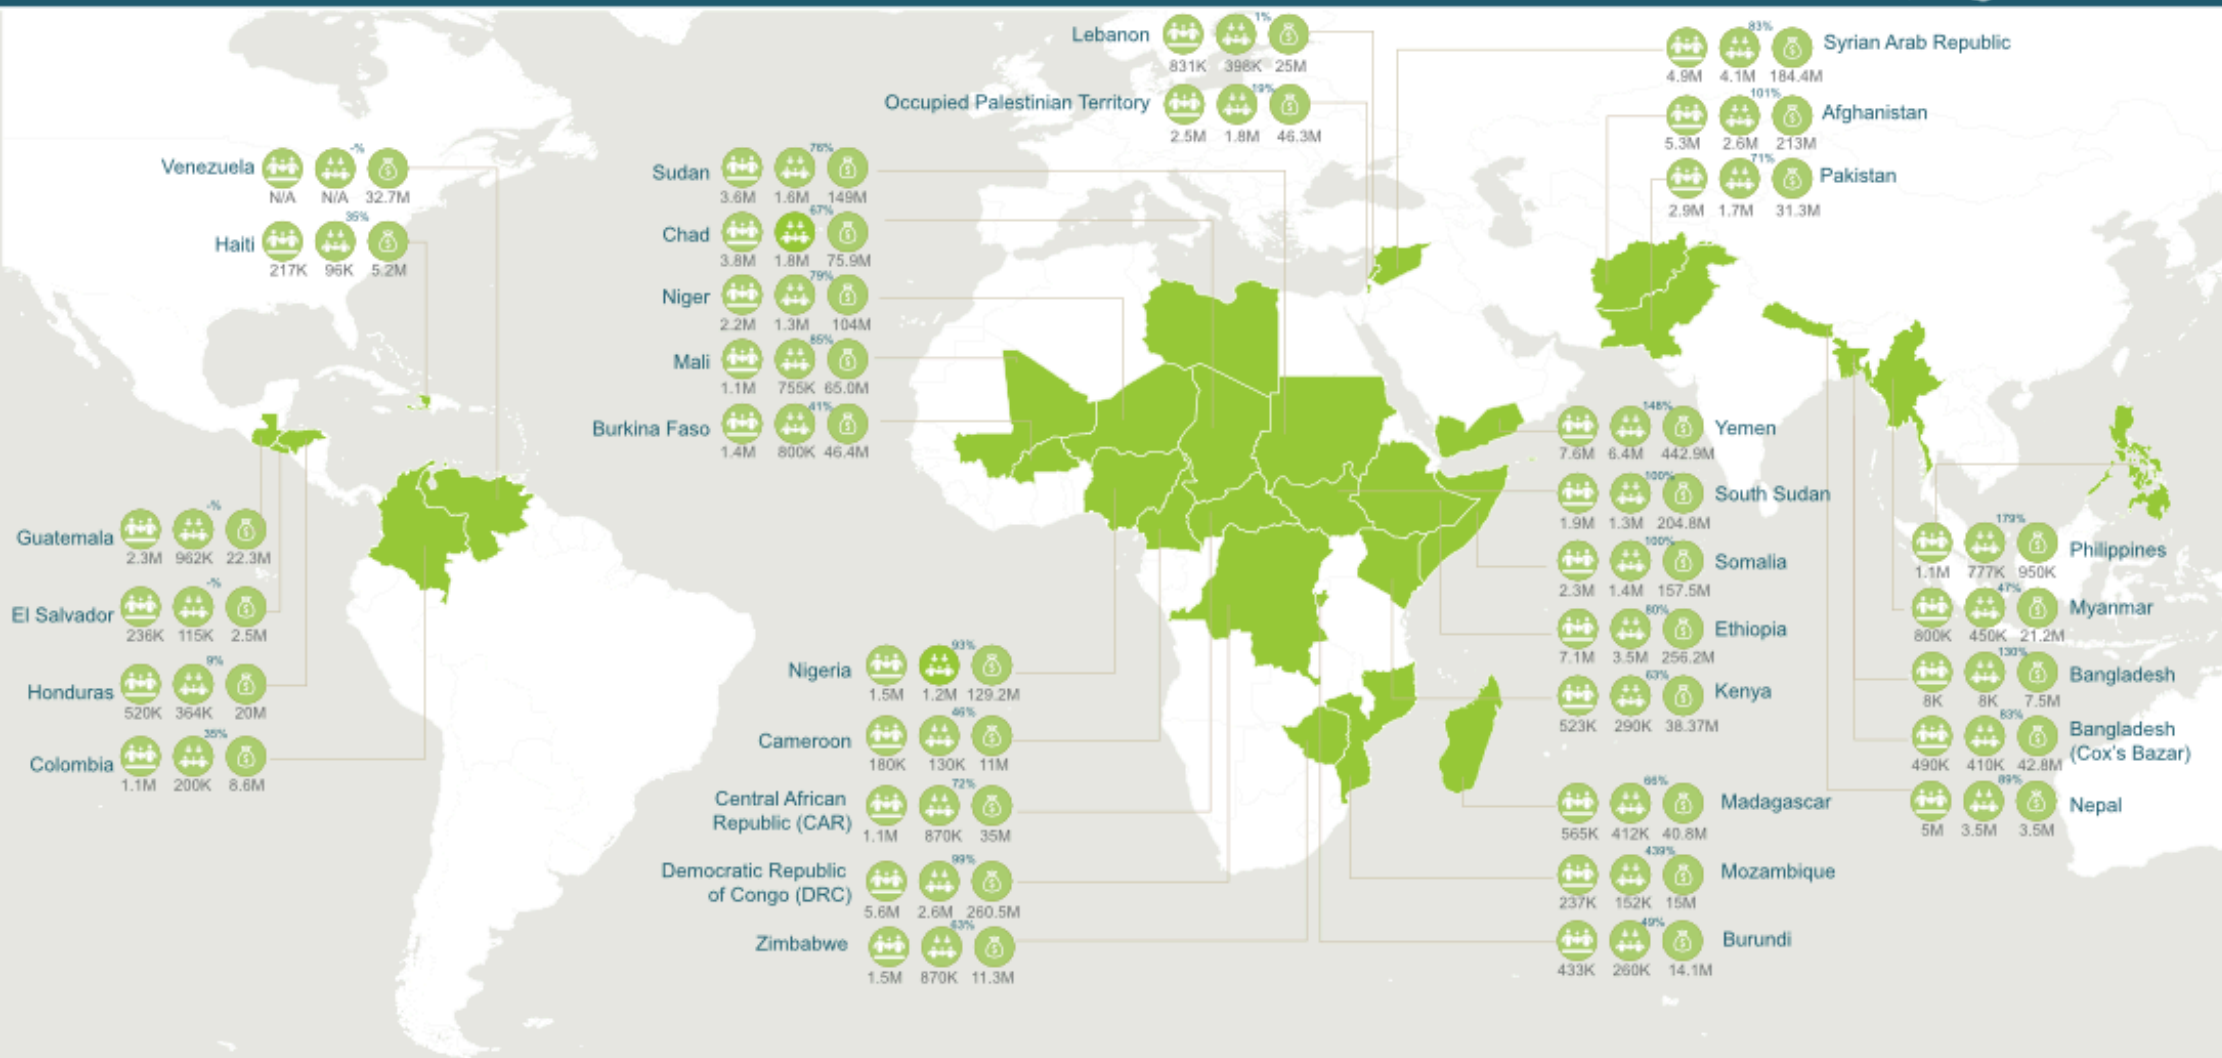 Lebanon
1%
831K 398K 25M
Occupied Palestinian Territory
19%
2.5M 1.8M 46.3M
83%
Syrian Arab Republic
4.9M 4.1M 184.4M
101%
Afghanistan
5.3M 2.6M 213M
71%
Pakistan
2.9M 1.7M 31.3M
Venezuela
-%
N/A N/A 32.7M
Haiti
35%
217K 96K 5.2M
Sudan
76%
3.6M 1.6M 149M
Chad
67%
3.8M 1.8M 75.9M
Niger
79%
2.2M 1.3M 104M
Mali
85%
1.1M 755K 65.0M
Burkina Faso
41%
1.4M 800K 46.4M
Guatemala
-%
2.3M 962K 22.3M
El Salvador
-%
236K 115K 2.5M
Honduras
9%
520K 364K 20M
Colombia
35%
1.1M 200K 8.6M
Nigeria
93%
1.5M 1.2M 129.2M
Cameroon
46%
180K 130K 11M
Central African
Republic (CAR)
72%
1.1M 870K 35M
Democratic Republic
of Congo (DRC)
99%
5.6M 2.6M 260.5M
Zimbabwe
63%
1.5M 870K 11.3M
148%
Yemen
7.6M 6.4M 442.9M
100%
South Sudan
1.9M 1.3M 204.8M
100%
Somalia
2.3M 1.4M 157.5M
80%
Ethiopia
7.1M 3.5M 256.2M
63%
Kenya
523K 290K 38.37M
66%
Madagascar
565K 412K 40.8M
439%
Mozambique
237K 152K 15M
49%
Burundi
433K 260K 14.1M
179%
Philippines
1.1M 777K 950K
47%
Myanmar
800K 450K 21.2M
130%
Bangladesh
8K 8K 7.5M
83%
Bangladesh
(Cox's Bazar)
490K 410K 42.8M
89%
Nepal
5M 3.5M 3.5M